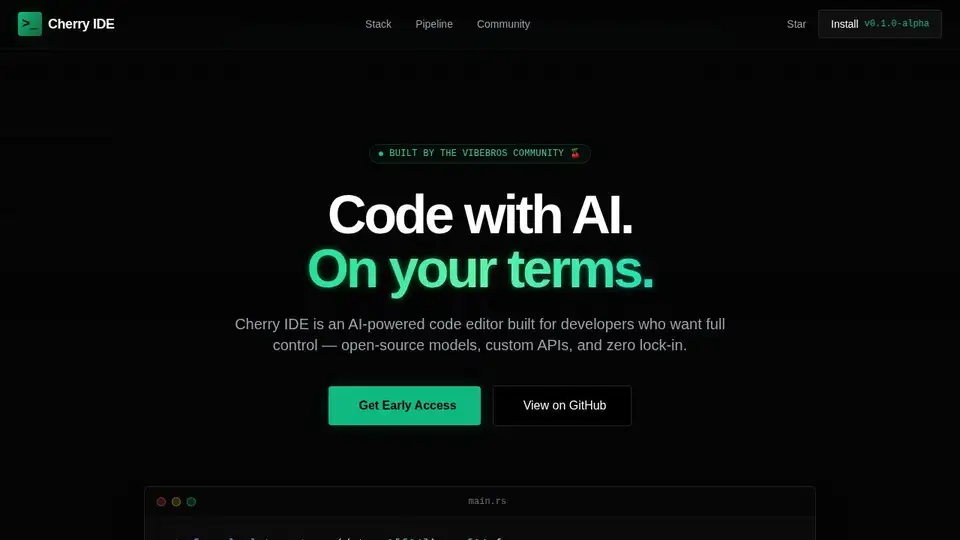 >_ Cherry IDE
Stack
Pipeline
Community
Star
Install v0.1.0-alpha
BUILT BY THE VIBEBROS COMMUNITY 🍒
Code with AI.
On your terms.
Cherry IDE is an AI-powered code editor built for developers who want full
control — open-source models, custom APIs, and zero lock-in.
Get Early Access
View on GitHub
main.rs